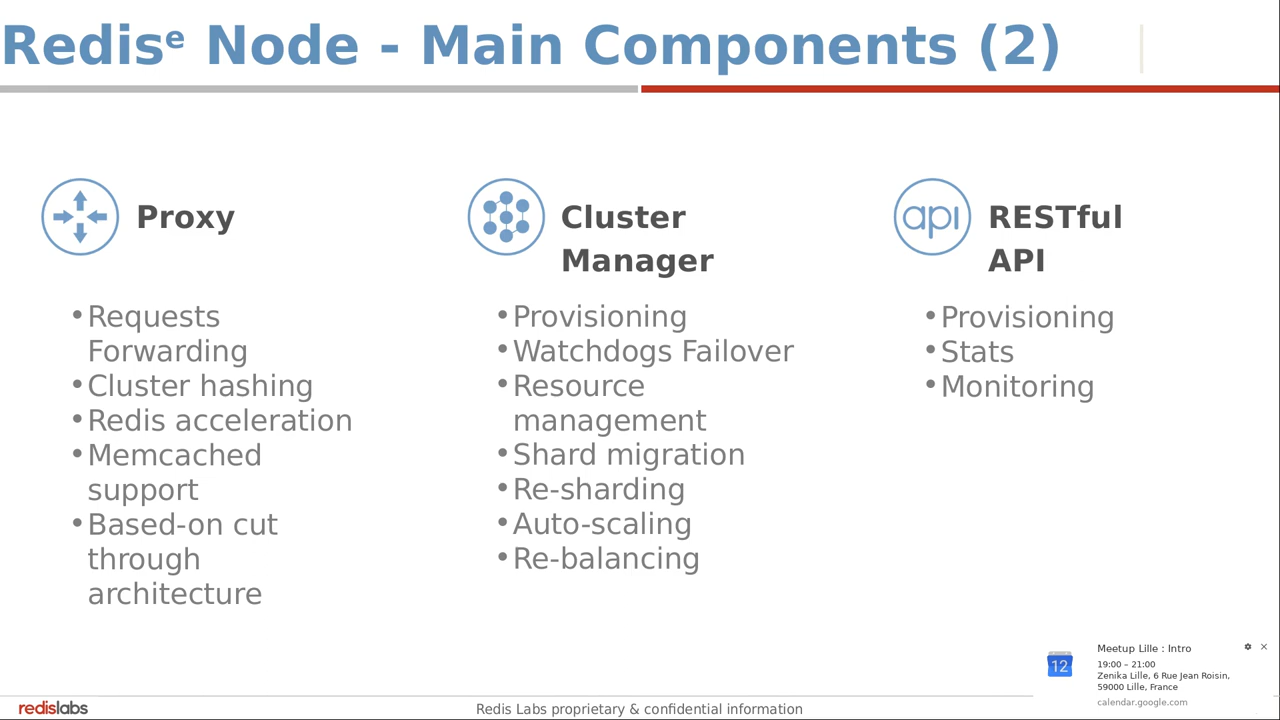 Redisᵉ Node - Main Components (2)
Proxy
•Requests
Forwarding
•Cluster hashing
•Redis acceleration
•Memcached
support
•Based-on cut
through
architecture
Cluster
Manager
•Provisioning
•Watchdogs Failover
•Resource
management
•Shard migration
•Re-sharding
•Auto-scaling
•Re-balancing
api
RESTful
API
•Provisioning
•Stats
•Monitoring
12
Meetup Lille : Intro
19:00 – 21:00
Zenika Lille, 6 Rue Jean Roisin,
59000 Lille, France
calendar.google.com
redislabs
Redis Labs proprietary & confidential information